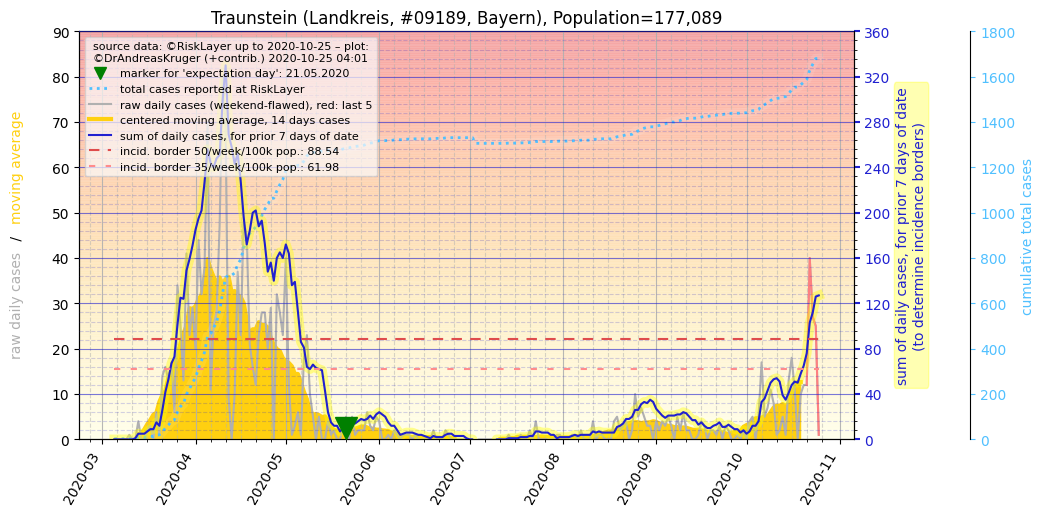 Traunstein (Landkreis, #09189, Bayern), Population=177,089
source data: ©RiskLayer up to 2020-10-25 – plot:
©DrAndreasKruger (+contrib.) 2020-10-25 04:01
marker for 'expectation day': 21.05.2020
total cases reported at RiskLayer
raw daily cases (weekend-flawed), red: last 5
centered moving average, 14 days cases
sum of daily cases, for prior 7 days of date
incid. border 50/week/100k pop.: 88.54
incid. border 35/week/100k pop.: 61.98
raw daily cases / moving average
90
80
70
60
50
40
30
20
10
0
2020-03
2020-04
2020-05
2020-06
2020-07
2020-08
2020-09
2020-10
2020-11
360
320
280
240
200
160
120
80
40
0
sum of daily cases, for prior 7 days of date
(to determine incidence borders)
1800
1600
1400
1200
1000
800
600
400
200
0
cumulative total cases